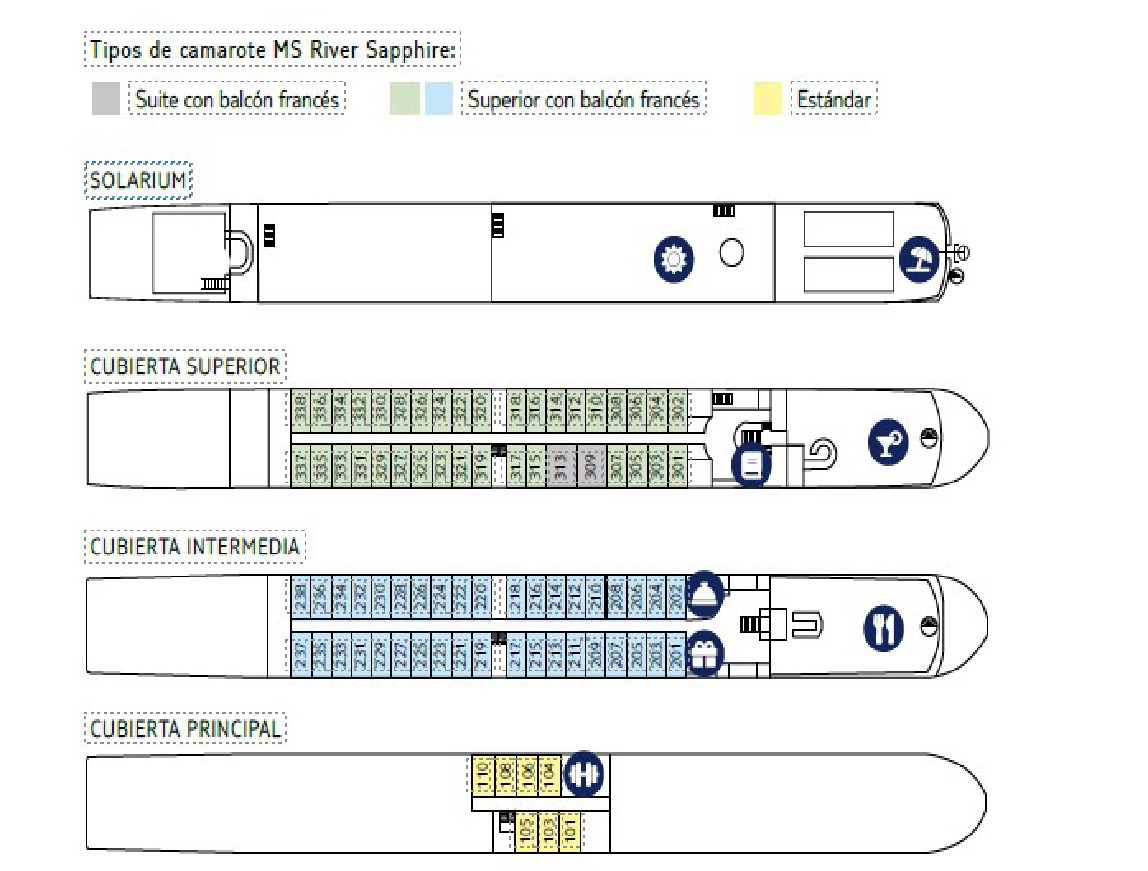 Tipos de camarote MS River Sapphire:
Suite con balcón francés Superior con balcón francés Estándar
SOLARIUM
CUBIERTA SUPERIOR
338 336 334 332 330 328 326 324 322 320 318 316 314 312 310 308 306 304 302
337 335 333 331 329 327 325 323 321 319 317 315 313 309 307 305 303 301
CUBIERTA INTERMEDIA
238 236 234 232 230 228 226 224 222 220 218 216 214 212 210 208 206 204 202
237 235 233 231 229 227 225 223 221 219 217 215 213 211 209 207 205 203 201
CUBIERTA PRINCIPAL
110 108 106 104
105 103 101